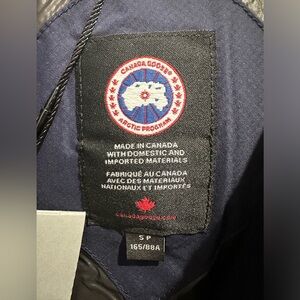 CANADA GOOSE®
ARCTIC PROGRAM
MADE IN CANADA
WITH DOMESTIC AND
IMPORTED MATERIALS
FABRIQUÉ AU CANADA
AVEC DES MATERIAUX
NATIONAUX ET IMPORTÉS
canadagoose.com
S P
165/88A